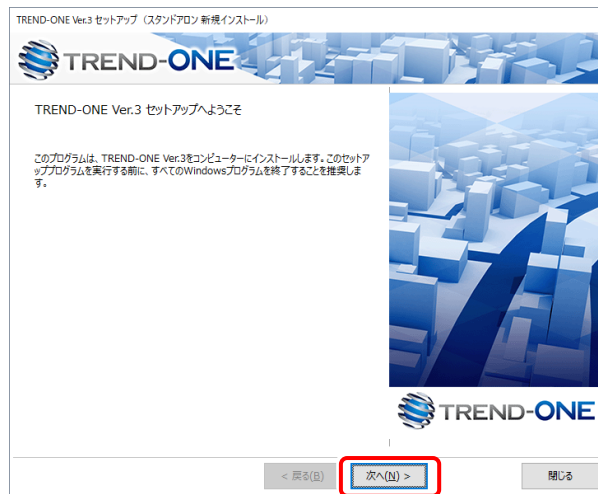 TREND-ONE Ver.3 セットアップ（スタンドアロン 新規インストール）
TREND-ONE
TREND-ONE Ver.3 セットアップへようこそ
このプログラムは、TREND-ONE Ver.3をコンピューターにインストールします。このセットア
ッププログラムを実行する前に、すべてのWindowsプログラムを終了することを推奨しま
す。
TREND-ONE
< 戻る(B)
次へ(N) >
閉じる